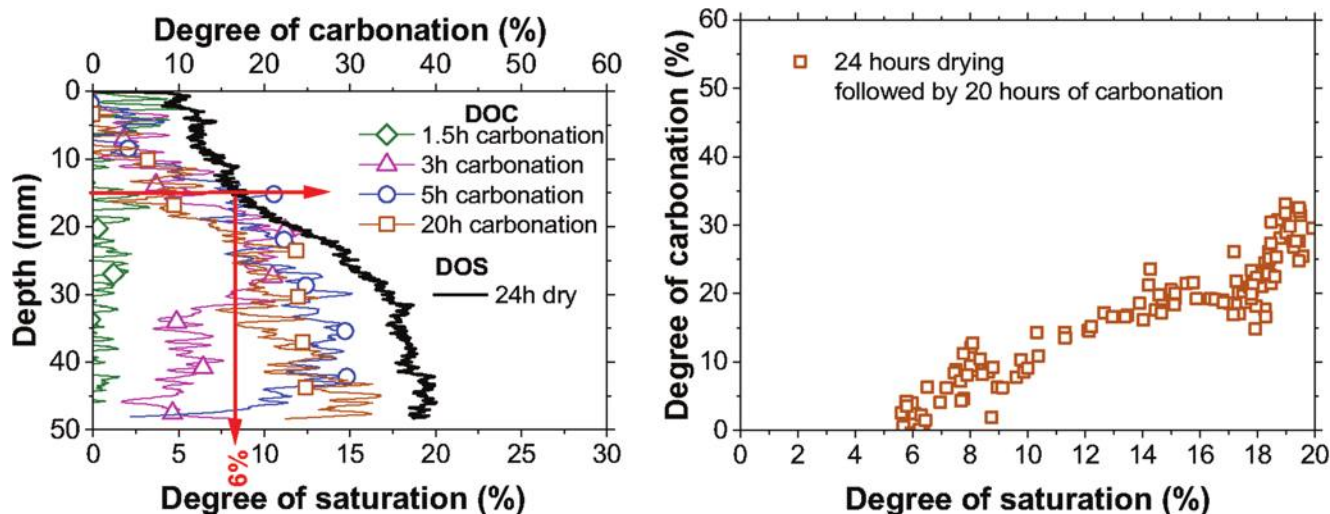 Degree of carbonation (%)
0 10 20 30 40 50 60
Depth (mm)
0
10
20
30
40
50
DOC
1.5h carbonation
3h carbonation
5h carbonation
20h carbonation
DOS
24h dry
0 5 10 15 20 25 30
9%
Degree of saturation (%)
Degree of carbonation (%)
60
50
40
30
20
10
0
24 hours drying
followed by 20 hours of carbonation
0 2 4 6 8 10 12 14 16 18 20
Degree of saturation (%)